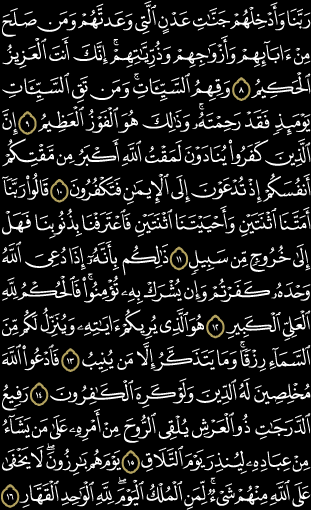 رَبَّنَا وَأَدۡخِلۡهُمۡ جَنَّٰتِ عَدۡنٍ ٱلَّتِي وَعَدتَّهُمۡ وَمَن صَلَحَ
مِنۡ ءَابَآئِهِمۡ وَأَزۡوَٰجِهِمۡ وَذُرِّيَّٰتِهِمۡۚ إِنَّكَ أَنتَ ٱلۡعَزِيزُ
ٱلۡحَكِيمُ ٨ وَقِهِمُ ٱلسَّيِّـَٔاتِۚ وَمَن تَقِ ٱلسَّيِّـَٔاتِ
يَوۡمَئِذٖ فَقَدۡ رَحِمۡتَهُۥۚ وَذَٰلِكَ هُوَ ٱلۡفَوۡزُ ٱلۡعَظِيمُ ٩ إِنَّ
ٱلَّذِينَ كَفَرُواْ يُنَادَوۡنَ لَمَقۡتُ ٱللَّهِ أَكۡبَرُ مِن مَّقۡتِكُمۡ
أَنفُسَكُمۡ إِذۡ تُدۡعَوۡنَ إِلَى ٱلۡإِيمَٰنِ فَتَكۡفُرُونَ ١٠ قَالُواْ رَبَّنَآ
أَمَتَّنَا ٱثۡنَتَيۡنِ وَأَحۡيَيۡتَنَا ٱثۡنَتَيۡنِ فَٱعۡتَرَفۡنَا بِذُنُوبِنَا فَهَلۡ
إِلَىٰ خُرُوجٖ مِّن سَبِيلٖ ١١ ذَٰلِكُم بِأَنَّهُۥٓ إِذَا دُعِيَ ٱللَّهُ
وَحۡدَهُۥ كَفَرۡتُمۡ وَإِن يُشۡرَكۡ بِهِۦ تُؤۡمِنُواْۚ فَٱلۡحُكۡمُ لِلَّهِ
ٱلۡعَلِيِّ ٱلۡكَبِيرِ ١٢ هُوَ ٱلَّذِي يُرِيكُمۡ ءَايَٰتِهِۦ وَيُنَزِّلُ لَكُم مِّنَ
ٱلسَّمَآءِ رِزۡقٗاۚ وَمَا يَتَذَكَّرُ إِلَّا مَن يُنِيبُ ١٣ فَٱدۡعُواْ ٱللَّهَ
مُخۡلِصِينَ لَهُ ٱلدِّينَ وَلَوۡ كَرِهَ ٱلۡكَٰفِرُونَ ١٤ رَفِيعُ
ٱلدَّرَجَٰتِ ذُو ٱلۡعَرۡشِ يُلۡقِي ٱلرُّوحَ مِنۡ أَمۡرِهِۦ عَلَىٰ مَن يَشَآءُ
مِنۡ عِبَادِهِۦ لِيُنذِرَ يَوۡمَ ٱلتَّلَاقِ ١٥ يَوۡمَ هُم بَٰرِزُونَۖ لَا يَخۡفَىٰ
عَلَى ٱللَّهِ مِنۡهُمۡ شَيۡءٞۚ لِّمَنِ ٱلۡمُلۡكُ ٱلۡيَوۡمَۖ لِلَّهِ ٱلۡوَٰحِدِ ٱلۡقَهَّارِ ١٦